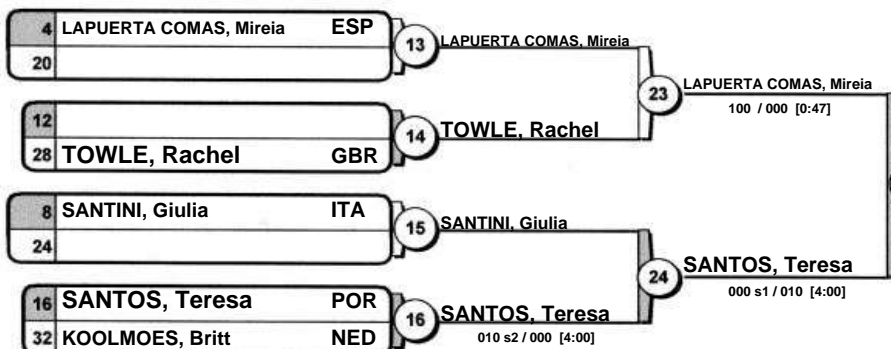 4 LAPUERTA COMAS, Mireia ESP
20
13 LAPUERTA COMAS, Mireia
12
28 TOWLE, Rachel GBR
14 TOWLE, Rachel
23 LAPUERTA COMAS, Mireia
100 / 000 [0:47]
8 SANTINI, Giulia ITA
24
15 SANTINI, Giulia
16 SANTOS, Teresa POR
32 KOOLMOES, Britt NED
16 SANTOS, Teresa
010 s2 / 000 [4:00]
24 SANTOS, Teresa
000 s1 / 010 [4:00]